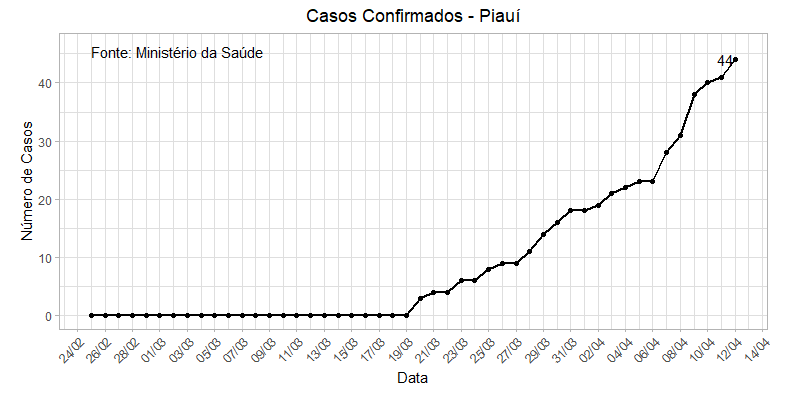 Casos Confirmados - Piauí
Fonte: Ministério da Saúde
44
Número de Casos
40
30
20
10
0
24/02 26/02 28/02 01/03 03/03 05/03 07/03 09/03 11/03 13/03 15/03 17/03 19/03 21/03 23/03 25/03 27/03 29/03 31/03 02/04 04/04 06/04 08/04 10/04 12/04 14/04
Data